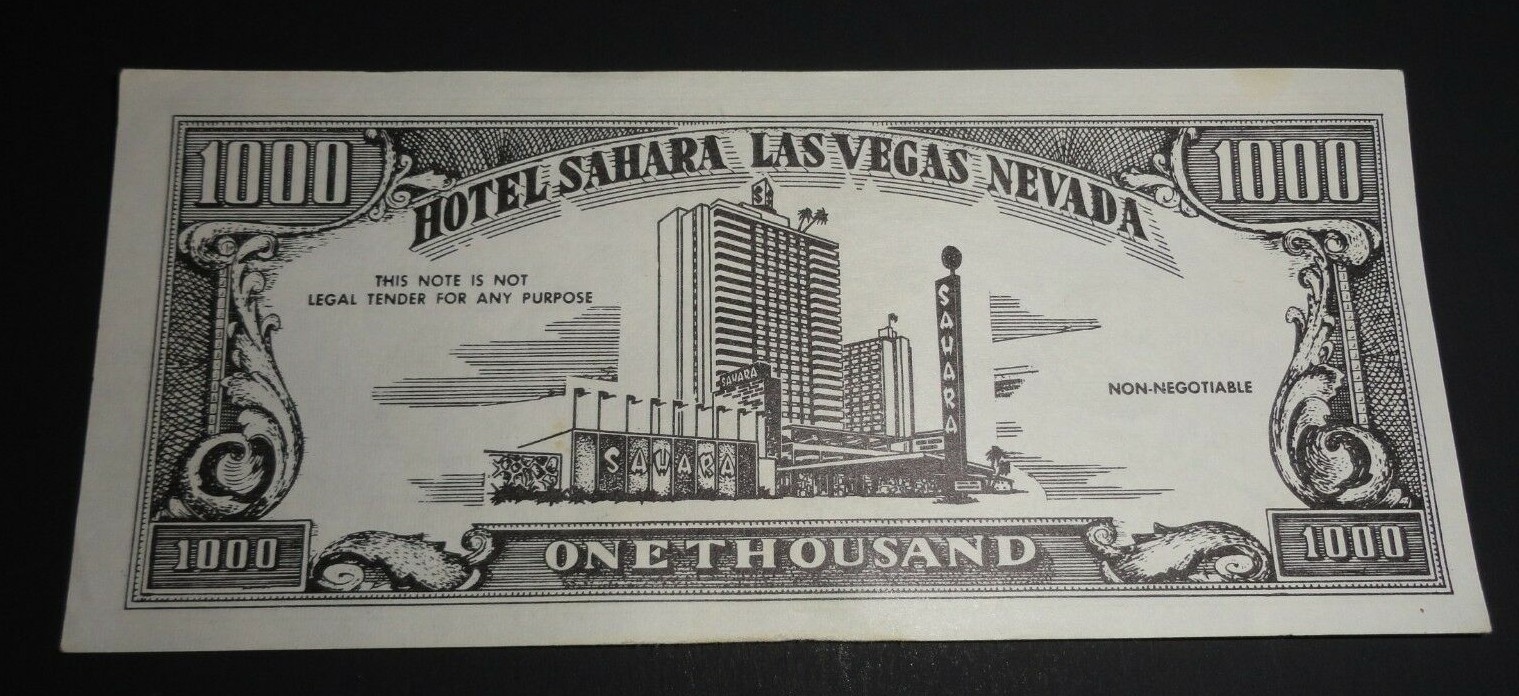 1000 1000
HOTEL SAHARA LAS VEGAS NEVADA
THIS NOTE IS NOT
LEGAL TENDER FOR ANY PURPOSE
SAHARA
SAHARA
NON-NEGOTIABLE
SAHARA
1000 ONE THOUSAND 1000